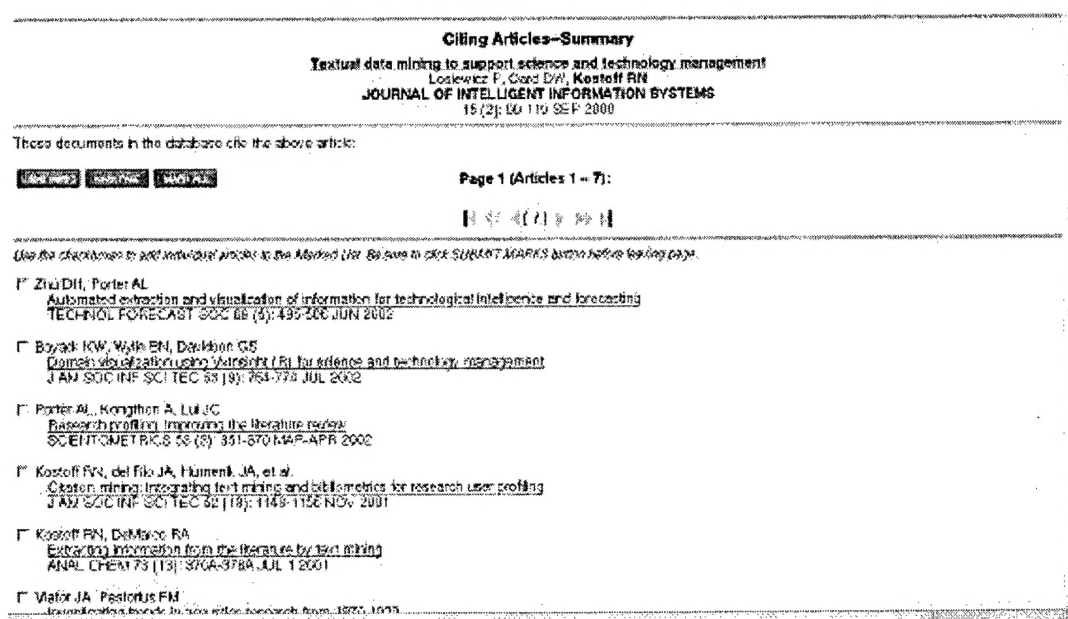 Citing Articles--Summary
Textual data mining to support science and technology management
Losiewicz P, Oard DW, Kostoff RN
JOURNAL OF INTELLIGENT INFORMATION SYSTEMS
15 (2): SEP 2000
These documents in the database cite the above article:
Page 1 (Articles 1 -- 7):
Use the checkboxes to add individual articles to the Marked List. Be sure to click SUBMIT MARKS button before leaving page.
Zhu DH, Porter AL
Automated extraction and visualization of information for technological intelligence and forecasting
TECHNOL FORECAST SOC 69 (5): 495-506 JUN 2002
Boyack KW, Wylie BN, Davidson GS
Domain visualization using VxInsight (R) for science and technology management
J AM SOC INF SCI TEC 53 (9): 764-774 JUL 2002
Porter AL, Kongthon A, Lui JC
Research profiling: Improving the literature review
SCIENTOMETRICS 53 (3): 351-370 MAR-APR 2002
Kostoff RN, del Rio JA, Humenik JA, et al.
Citation mining: Integrating text mining and bibliometrics for research user profiling
J AM SOC INF SCI TEC 52 (13): 1148-1156 NOV 2001
Kostoff RN, DeMarco RA
Extracting information from the literature by text mining
ANAL CHEM 73 (13): 370A-378A JUL 1 2001
Viator JA, Pestorius FM